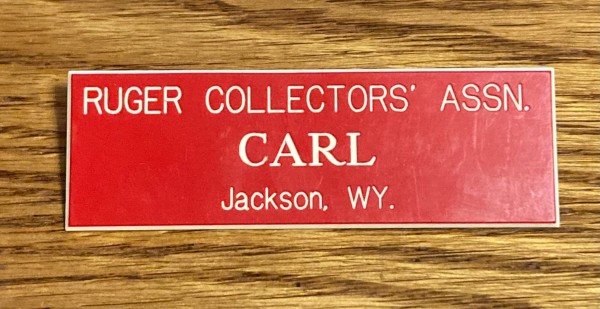 RUGER COLLECTORS' ASSN.
CARL
Jackson, WY.